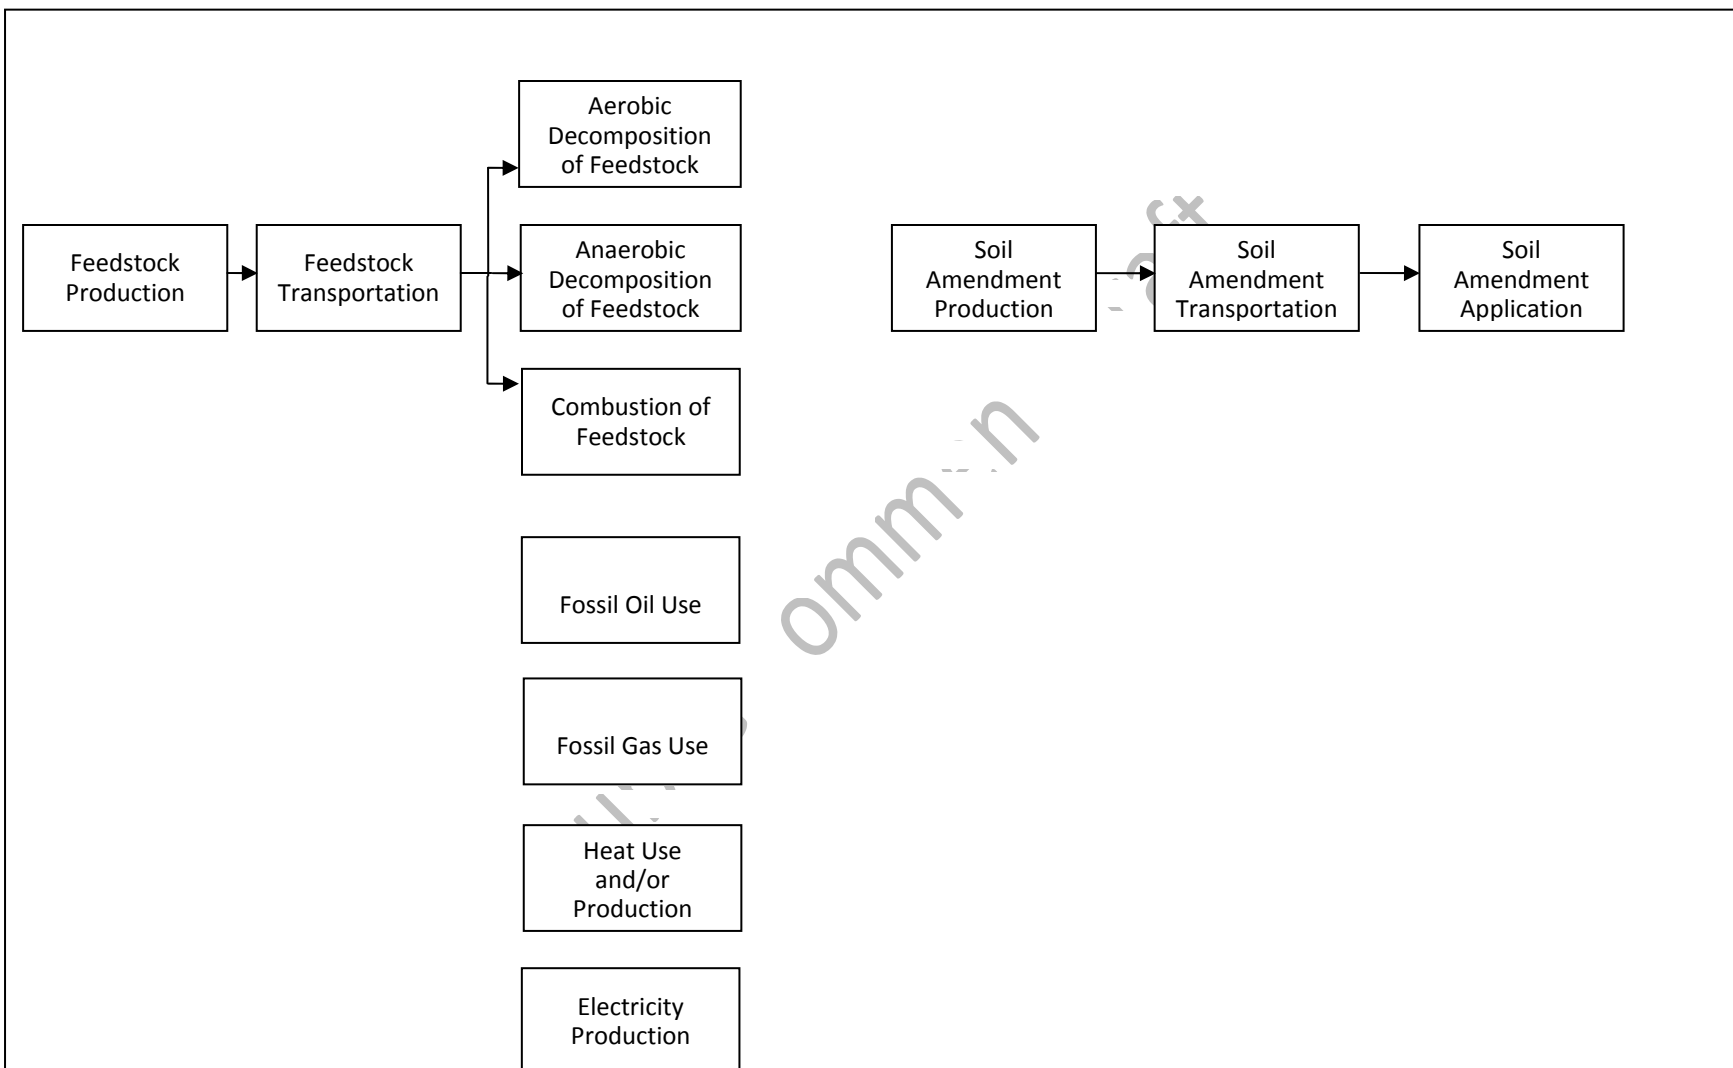 Aerobic
Decomposition
of Feedstock
Feedstock
Production
Feedstock
Transportation
Anaerobic
Decomposition
of Feedstock
Soil
Amendment
Production
Soil
Amendment
Transportation
Soil
Amendment
Application
Combustion of
Feedstock
Fossil Oil Use
Fossil Gas Use
Heat Use
and/or
Production
Electricity
Production